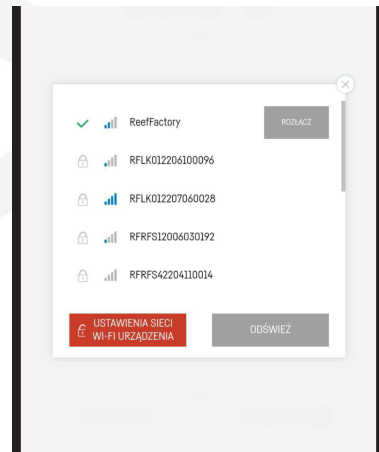 ReefFactory ROZŁĄCZ
RFLK012206100096
RFLK012207060028
RFRFS12006030192
RFRFS42204110014
USTAWIENIA SIECI
WI-FI URZĄDZENIA
ODŚWIEŻ